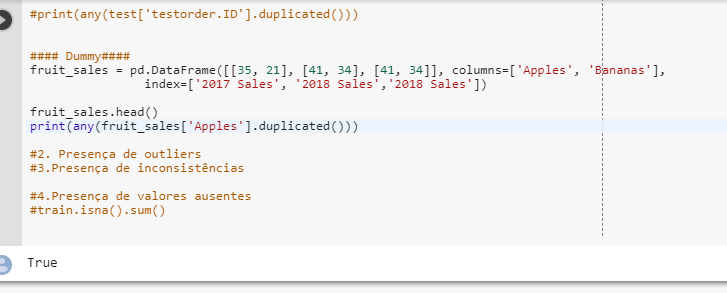 #print(any(test['testorder.ID'].duplicated()))
#### Dummy####
fruit_sales = pd.DataFrame([[35, 21], [41, 34], [41, 34]], columns=['Apples', 'Bananas'],
index=['2017 Sales', '2018 Sales','2018 Sales'])
fruit_sales.head()
print(any(fruit_sales['Apples'].duplicated()))
#2. Presença de outliers
#3.Presença de inconsistências
#4.Presença de valores ausentes
#train.isna().sum()
True